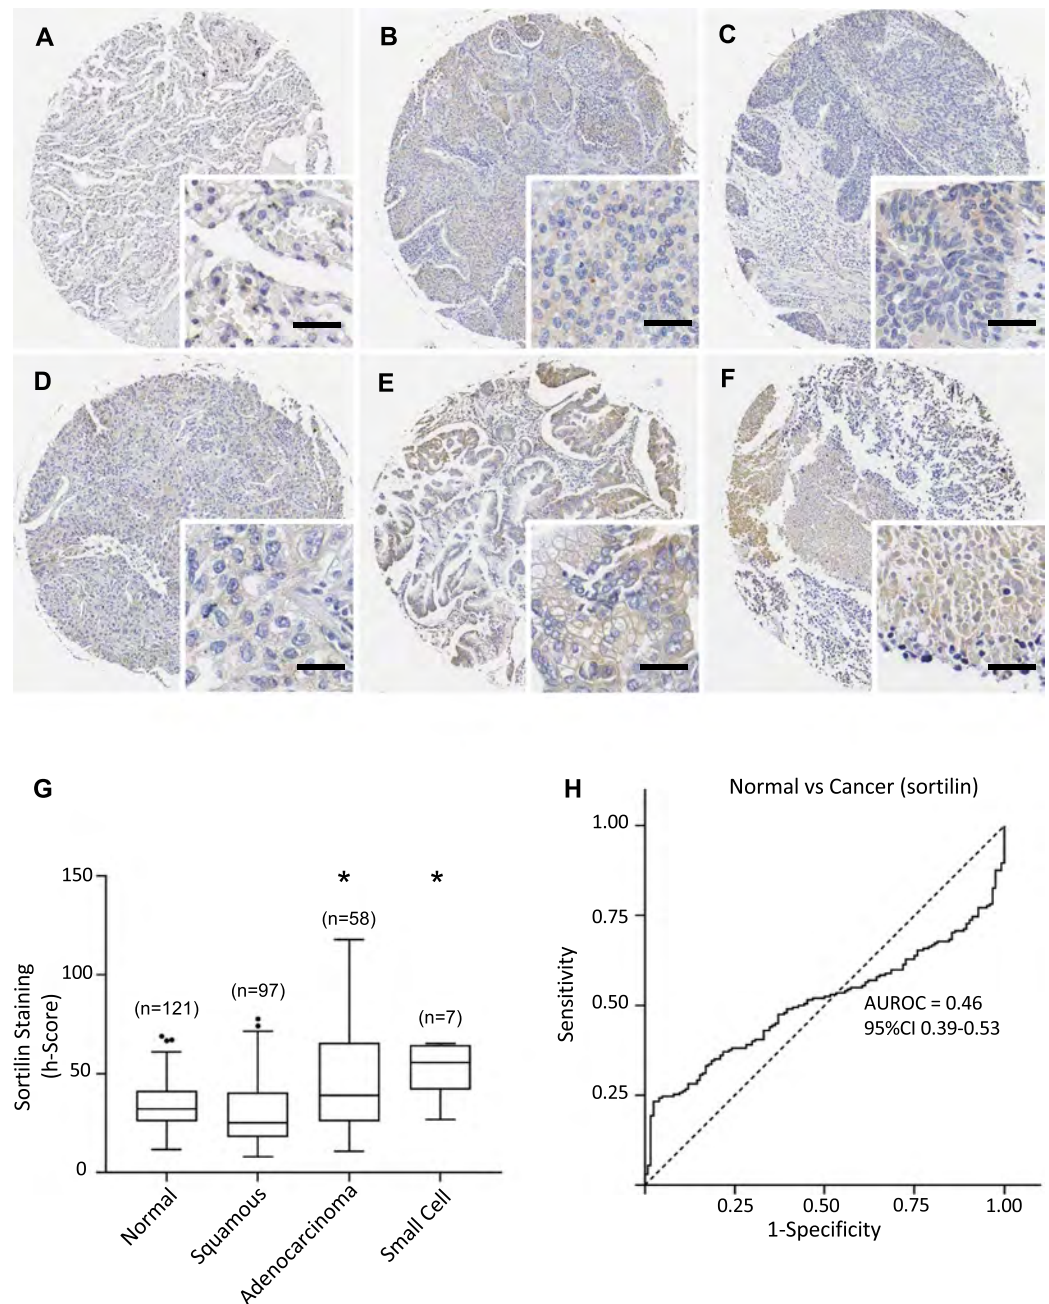 A
B
C
D
E
F
G
H
Normal vs Cancer (sortilin)
Sortilin Staining
(h-Score)
150
100
50
0
(n=121)
(n=97)
*
(n=58)
*
(n=7)
Normal
Squamous
Adenocarcinoma
Small Cell
Sensitivity
1.00
0.75
0.50
0.25
AUROC = 0.46
95%CI 0.39-0.53
0.25
0.50
0.75
1.00
1-Specificity